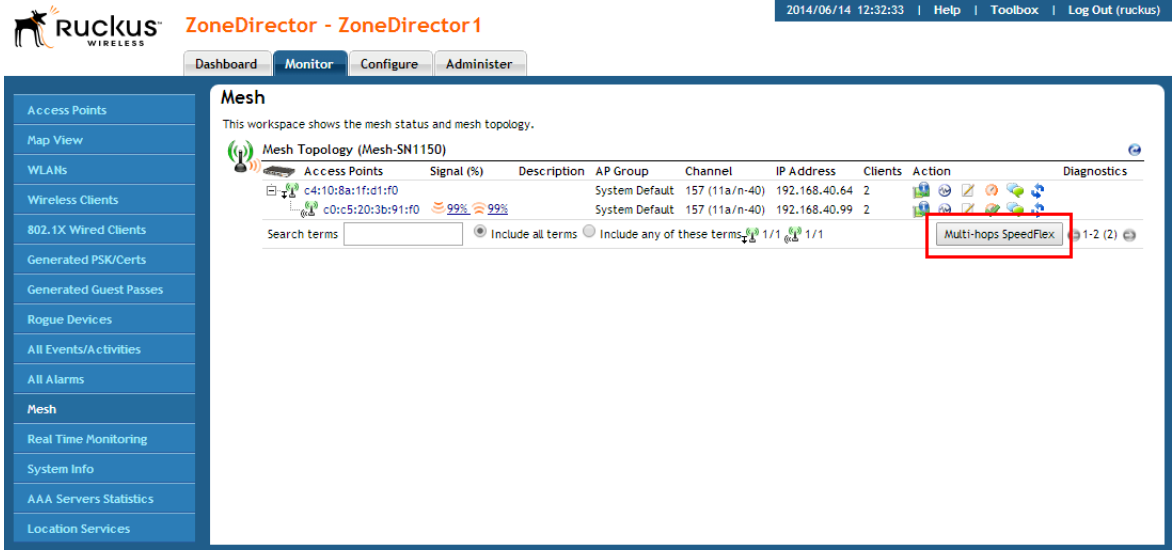 2014/06/14 12:32:33 | Help | Toolbox | Log Out (ruckus)
Ruckus WIRELESS
ZoneDirector - ZoneDirector1
Dashboard Monitor Configure Administer
Access Points
Map View
WLANs
Wireless Clients
802.1X Wired Clients
Generated PSK/Certs
Generated Guest Passes
Rogue Devices
All Events/Activities
All Alarms
Mesh
Real Time Monitoring
System Info
AAA Servers Statistics
Location Services
Mesh
This workspace shows the mesh status and mesh topology.
Mesh Topology (Mesh-SN1150)
Access Points Signal (%) Description AP Group Channel IP Address Clients Action Diagnostics
c4:10:8a:1f:d1:f0 System Default 157 (11a/n-40) 192.168.40.64 2
c0:c5:20:3b:91:f0 99% 99% System Default 157 (11a/n-40) 192.168.40.99 2
Search terms Include all terms Include any of these terms 1/1 1/1 Multi-hops SpeedFlex 1-2 (2)